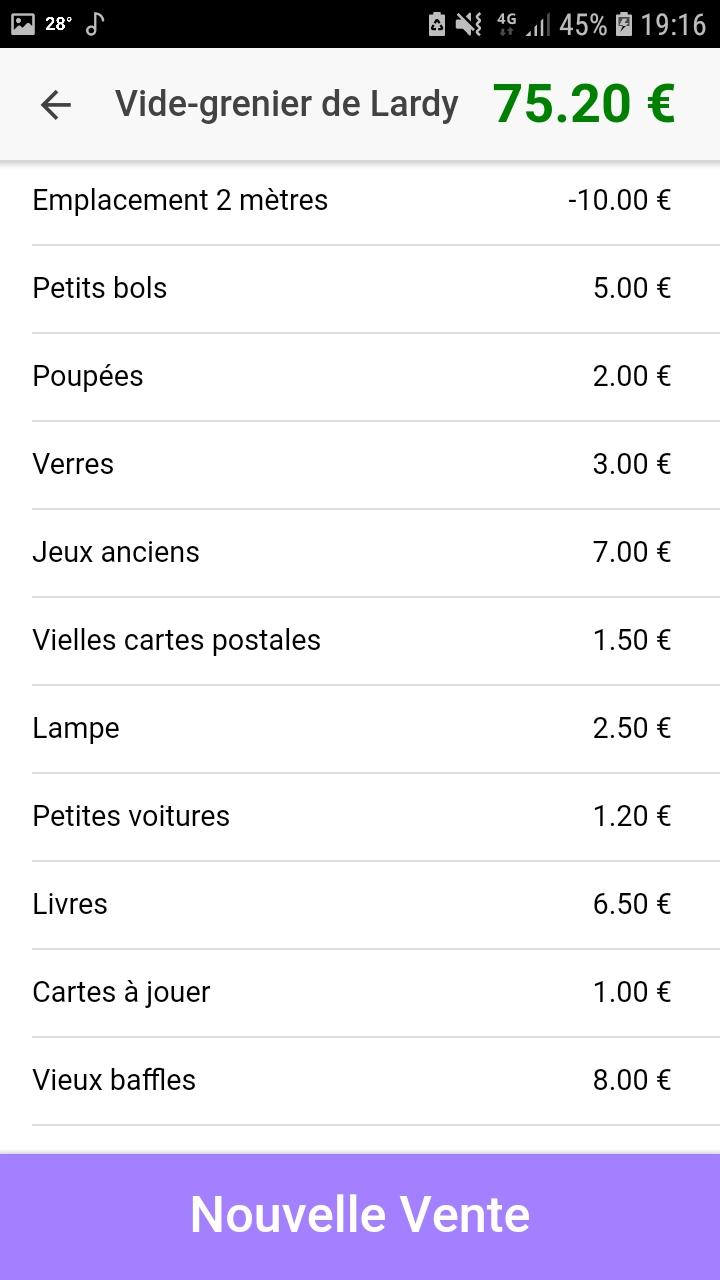 28° 4G 45% 19:16
Vide-grenier de Lardy 75.20 €
Emplacement 2 mètres -10.00 €
Petits bols 5.00 €
Poupées 2.00 €
Verres 3.00 €
Jeux anciens 7.00 €
Vielles cartes postales 1.50 €
Lampe 2.50 €
Petites voitures 1.20 €
Livres 6.50 €
Cartes à jouer 1.00 €
Vieux baffles 8.00 €
Nouvelle Vente